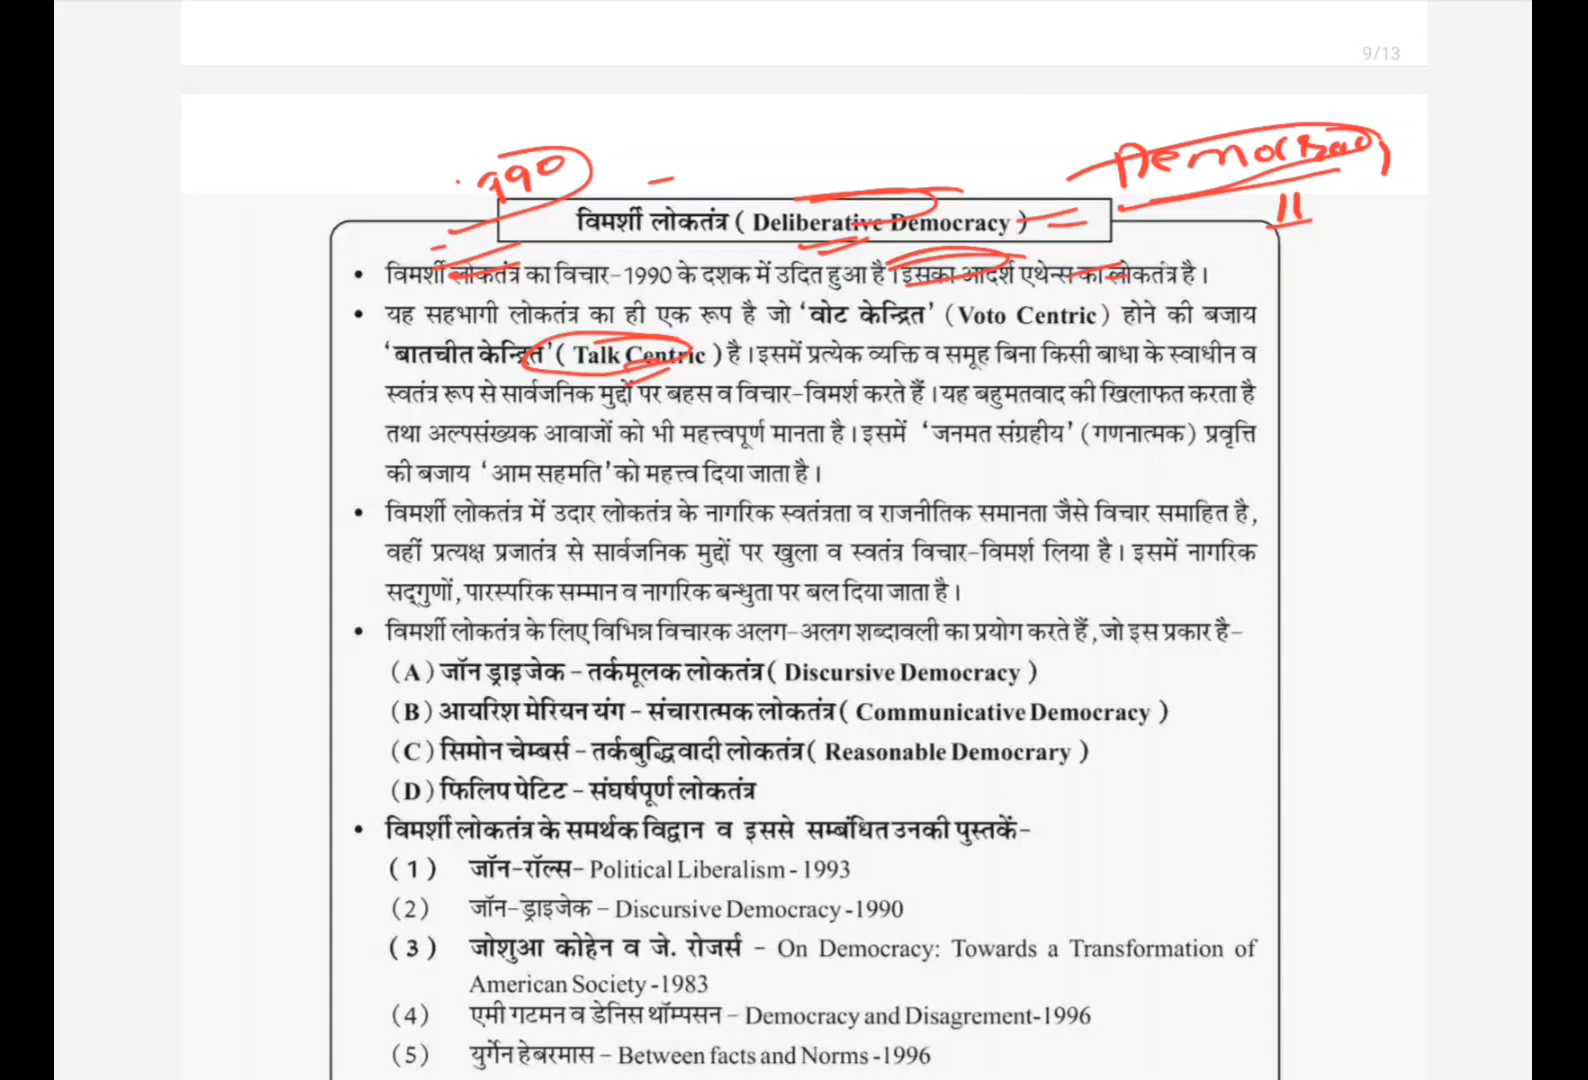 9/13
1990
Democracy
विमर्शी लोकतंत्र ( Deliberative Democracy )
• विमर्शी लोकतंत्र का विचार-1990 के दशक में उदित हुआ है। इसका आदर्श एथेन्स का लोकतंत्र है।
• यह सहभागी लोकतंत्र का ही एक रूप है जो ‘वोट केन्द्रित’ (Voto Centric) होने की बजाय
‘बातचीत केन्द्रित’ ( Talk Centric ) है। इसमें प्रत्येक व्यक्ति व समूह बिना किसी बाधा के स्वाधीन व
स्वतंत्र रूप से सार्वजनिक मुद्दों पर बहस व विचार-विमर्श करते हैं। यह बहुमतवाद की खिलाफत करता है
तथा अल्पसंख्यक आवाजों को भी महत्त्वपूर्ण मानता है। इसमें ‘जनमत संग्रहीय’ (गणनात्मक) प्रवृत्ति
की बजाय ‘आम सहमति’ को महत्त्व दिया जाता है।
• विमर्शी लोकतंत्र में उदार लोकतंत्र के नागरिक स्वतंत्रता व राजनीतिक समानता जैसे विचार समाहित है,
वहीं प्रत्यक्ष प्रजातंत्र से सार्वजनिक मुद्दों पर खुला व स्वतंत्र विचार-विमर्श लिया है। इसमें नागरिक
सद्‌गुणों, पारस्परिक सम्मान व नागरिक बन्धुता पर बल दिया जाता है।
• विमर्शी लोकतंत्र के लिए विभिन्न विचारक अलग-अलग शब्दावली का प्रयोग करते हैं, जो इस प्रकार है-
(A) जॉन ड्राइजेक - तर्कमूलक लोकतंत्र ( Discursive Democracy )
(B) आयरिश मेरियन यंग - संचारात्मक लोकतंत्र ( Communicative Democracy )
(C) सिमोन चेम्बर्स - तर्कबुद्धिवादी लोकतंत्र ( Reasonable Democrary )
(D) फिलिप पेटिट - संघर्षपूर्ण लोकतंत्र
• विमर्शी लोकतंत्र के समर्थक विद्वान व इससे सम्बंधित उनकी पुस्तकें-
(1) जॉन-रॉल्स- Political Liberalism - 1993
(2) जॉन-ड्राइजेक - Discursive Democracy -1990
(3) जोशुआ कोहेन व जे. रोजर्स - On Democracy: Towards a Transformation of
American Society -1983
(4) एमी गटमन व डेनिस थॉम्पसन - Democracy and Disagrement-1996
(5) युर्गेन हेबरमास - Between facts and Norms -1996